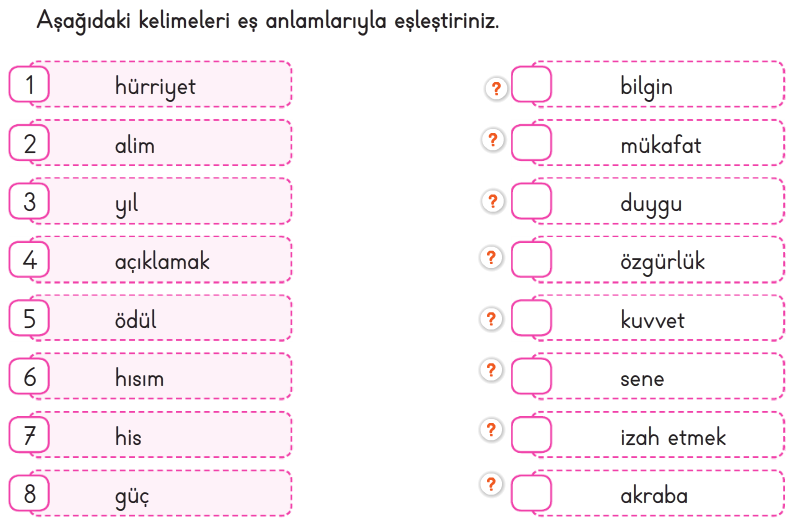 Aşağıdaki kelimeleri eş anlamlarıyla eşleştiriniz.
1 hürriyet ? bilgin
2 alim ? mükafat
3 yıl ? duygu
4 açıklamak ? özgürlük
5 ödül ? kuvvet
6 hısım ? sene
7 his ? izah etmek
8 güç ? akraba